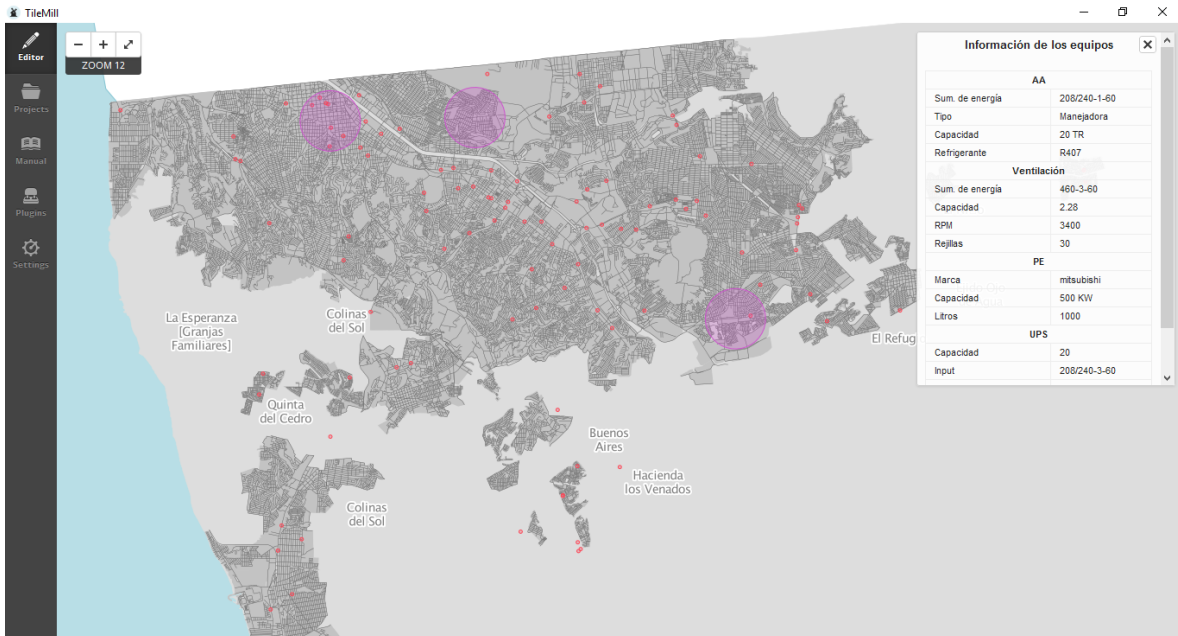 TileMill
Editor
Projects
Manual
Plugins
Settings
ZOOM 12
La Esperanza
[Granjas
Familiares]
Colinas
del Sol
Quinta
del Cedro
Buenos
Aires
Hacienda
los Venados
Colinas
del Sol
El Refug
Información de los equipos
AA
Sum. de energía 208/240-1-60
Tipo Manejadora
Capacidad 20 TR
Refrigerante R407
Ventilación
Sum. de energía 460-3-60
Capacidad 2.28
RPM 3400
Rejillas 30
PE
Marca mitsubishi
Capacidad 500 KW
Litros 1000
UPS
Capacidad 20
Input 208/240-3-60